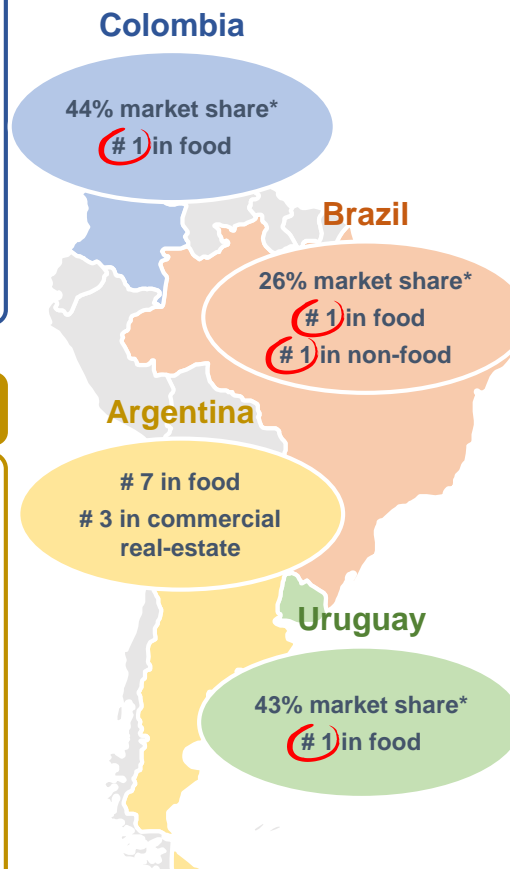 Colombia
44% market share*
# 1 in food
Brazil
26% market share*
# 1 in food
# 1 in non-food
Argentina
# 7 in food
# 3 in commercial
real-estate
Uruguay
43% market share*
# 1 in food